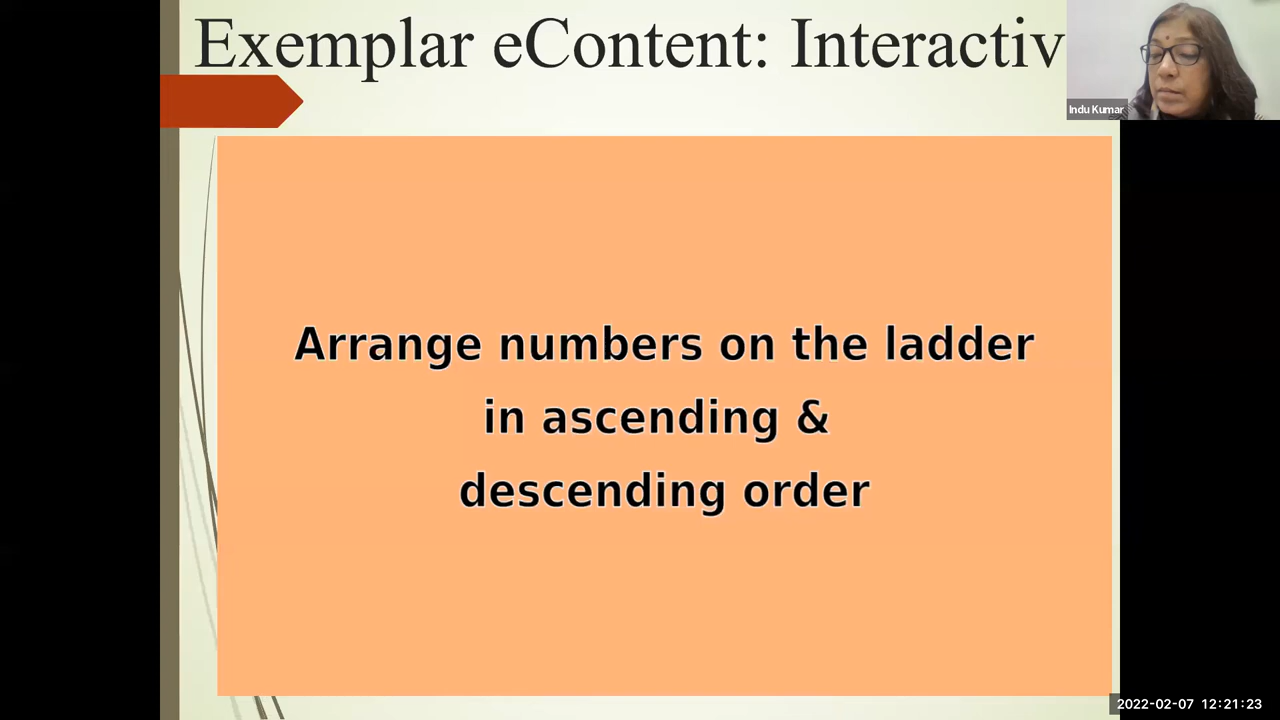 Exemplar eContent: Interactiv
Indu Kumar
Arrange numbers on the ladder
in ascending &
descending order
2022-02-07 12:21:23